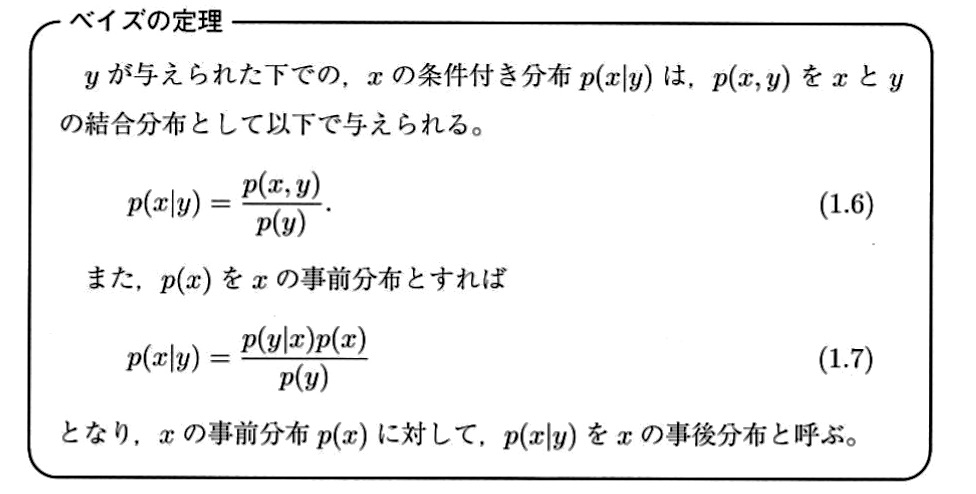 ベイズの定理
y が与えられた下での，x の条件付き分布 p(x|y) は，p(x, y) を x と y
の結合分布として以下で与えられる。
p(x|y) = \frac{p(x, y)}{p(y)}. (1.6)
また，p(x) を x の事前分布とすれば
p(x|y) = \frac{p(y|x)p(x)}{p(y)} (1.7)
となり，x の事前分布 p(x) に対して，p(x|y) を x の事後分布と呼ぶ。